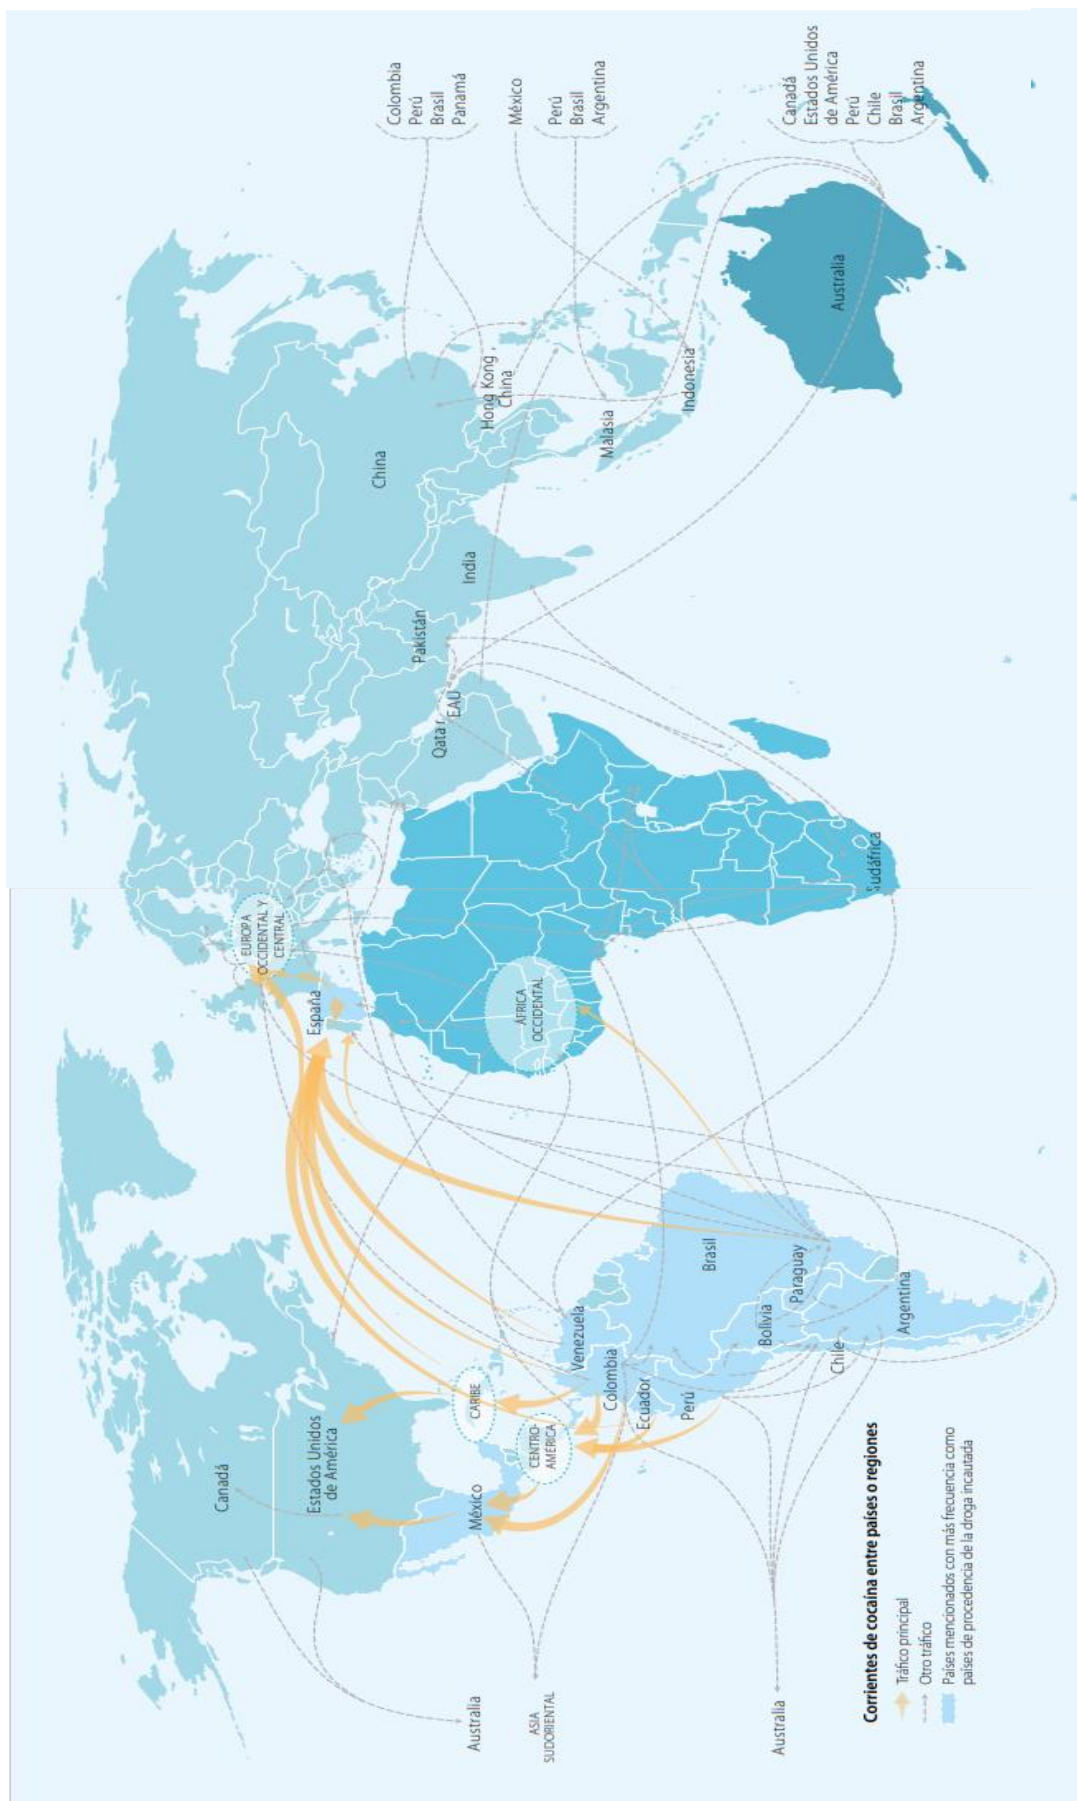 Canadá
Estados Unidos
de América
México
CARIBE
CENTRO-
AMÉRICA
Venezuela
Colombia
Ecuador
Perú
Brasil
Bolivia
Paraguay
Chile
Argentina
Australia
ASIA
SUDORIENTAL
Australia
EUROPA
OCCIDENTAL Y
CENTRAL
España
ÁFRICA
OCCIDENTAL
Sudáfrica
Qatar
EAU
Pakistán
India
China
Hong Kong,
China
Malasia
Indonesia
Australia
Colombia
Perú
Brasil
Panamá
México
Perú
Brasil
Argentina
Canadá
Estados Unidos
de América
Perú
Chile
Brasil
Argentina
Corrientes de cocaína entre países o regiones
Tráfico principal
Otro tráfico
Países mencionados con más frecuencia como
países de procedencia de la droga incautada